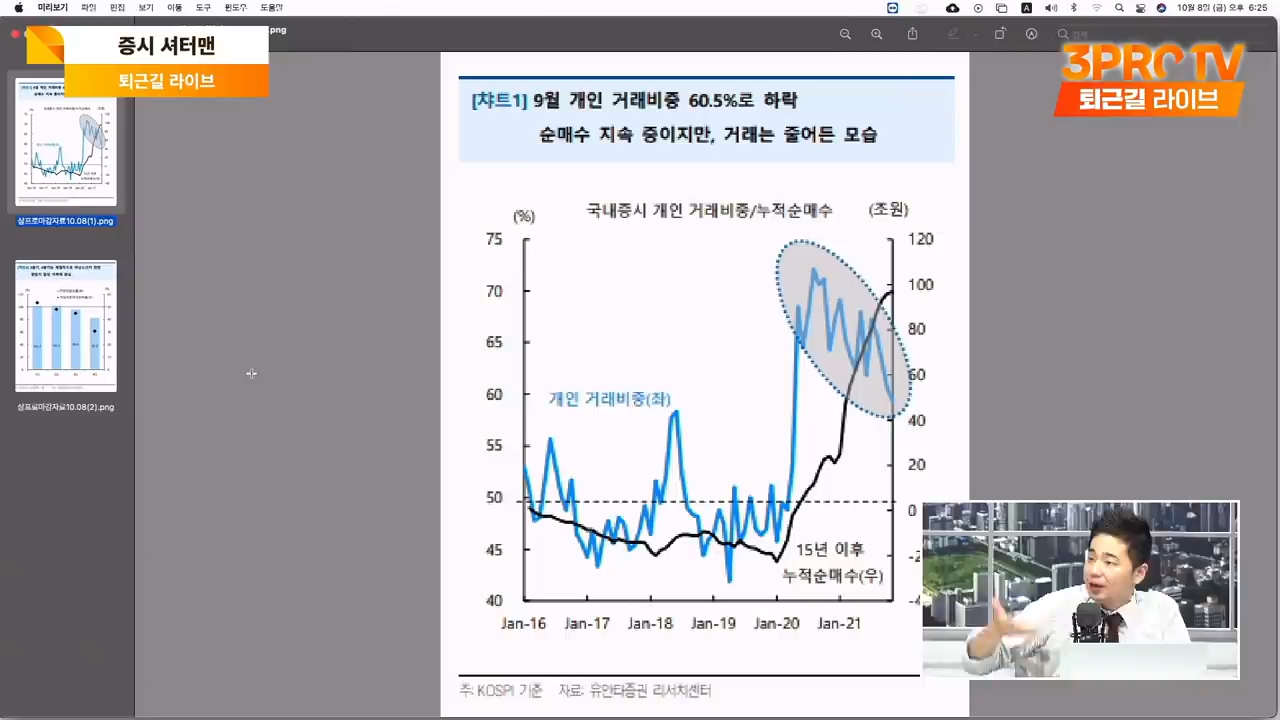 미리보기 파일 편집 보기 이동 도구 윈도우 도움말
A
10월 8일 (금) 오후 6:25
.png
검색
증시 셔터맨
퇴근길 라이브
3PRO TV
퇴근길 라이브
삼프로마감자료10.08(1).png
삼프로마감자료10.08(2).png
[차트1] 9월 개인 거래비중 60.5%로 하락
순매수 지속 중이지만, 거래는 줄어든 모습
국내증시 개인 거래비중/누적순매수
(%)
(조원)
75
70
65
60
55
50
45
40
120
100
80
60
40
20
0
-2
-4
개인 거래비중(좌)
15년 이후
누적순매수(우)
Jan-16 Jan-17 Jan-18 Jan-19 Jan-20 Jan-21
주: KOSPI 기준 자료: 유안타증권 리서치센터